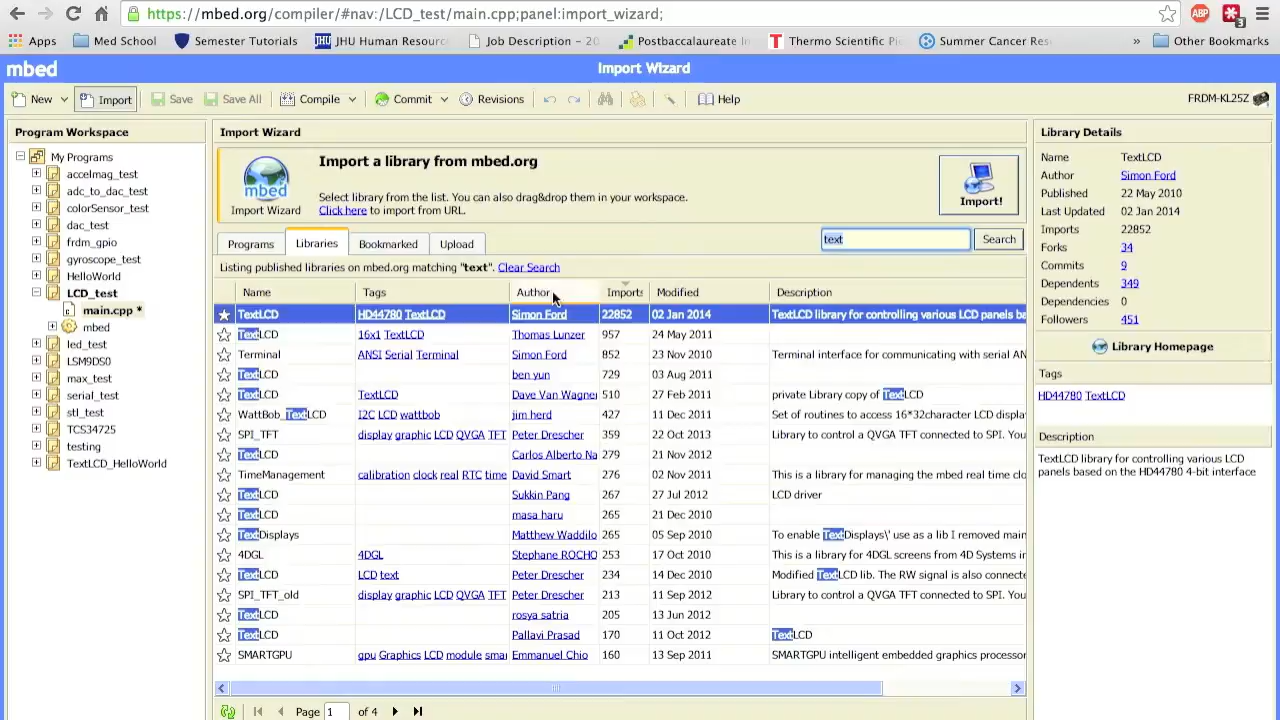 https://mbed.org/compiler/#nav:/LCD_test/main.cpp;panel:import_wizard;
ABP
3
Apps Med School Semester Tutorials JHU Human Resour Job Description - 20 Postbaccalaureate In Thermo Scientific Pi Summer Cancer Res » Other Bookmarks
mbed
Import Wizard
New Import Save Save All Compile Commit Revisions Help FRDM-KL25Z
Program Workspace
My Programs
accelmag_test
adc_to_dac_test
colorSensor_test
dac_test
frdm_gpio
gyroscope_test
HelloWorld
LCD_test
main.cpp *
mbed
led_test
LSM9DS0
max_test
serial_test
stl_test
TCS34725
testing
TextLCD_HelloWorld
Import Wizard
Import a library from mbed.org
Select library from the list. You can also drag&drop them in your workspace.
Click here to import from URL.
mbed
Import Wizard
Import!
Programs Libraries Bookmarked Upload
text Search
Listing published libraries on mbed.org matching "text". Clear Search
Name Tags Author Imports Modified Description
TextLCD HD44780 TextLCD Simon Ford 22852 02 Jan 2014 TextLCD library for controlling various LCD panels ba
TextLCD 16x1 TextLCD Thomas Lunzer 957 24 May 2011
Terminal ANSI Serial Terminal Simon Ford 852 23 Nov 2010 Terminal interface for communicating with serial AN
TextLCD ben yun 729 03 Aug 2011
TextLCD TextLCD Dave Van Wagner 510 27 Feb 2011 private Library copy of TextLCD
WattBob_TextLCD I2C LCD wattbob jim herd 427 11 Dec 2011 Set of routines to access 16*32character LCD displa
SPI_TFT display graphic LCD QVGA TFT Peter Drescher 359 22 Oct 2013 Library to control a QVGA TFT connected to SPI. You
TextLCD Carlos Alberto Na 279 21 Nov 2012
TimeManagement calibration clock real RTC time David Smart 276 02 Nov 2011 This is a library for managing the mbed real time clo
TextLCD Sukkin Pang 267 27 Jul 2012 LCD driver
TextLCD masa haru 265 21 Dec 2010
TextDisplays Matthew Waddilo 265 05 Sep 2010 To enable TextDisplays\' use as a lib I removed main
4DGL 4DGL Stephane ROCHO 253 17 Oct 2010 This is a library for 4DGL screens from 4D Systems in
TextLCD LCD text Peter Drescher 234 14 Dec 2010 Modified TextLCD lib. The RW signal is also connecte
SPI_TFT_old display graphic LCD QVGA TFT Peter Drescher 213 11 Sep 2012 Library to control a QVGA TFT connected to SPI. You
TextLCD rosya satria 205 13 Jun 2012
TextLCD Pallavi Prasad 170 11 Oct 2012 TextLCD
SMARTGPU gpu Graphics LCD module smar Emmanuel Chio 160 13 Sep 2011 SMARTGPU intelligent embedded graphics processor
Page 1 of 4
Library Details
Name TextLCD
Author Simon Ford
Published 22 May 2010
Last Updated 02 Jan 2014
Imports 22852
Forks 34
Commits 9
Dependents 349
Dependencies 0
Followers 451
Library Homepage
Tags
HD44780 TextLCD
Description
TextLCD library for controlling various LCD
panels based on the HD44780 4-bit interface